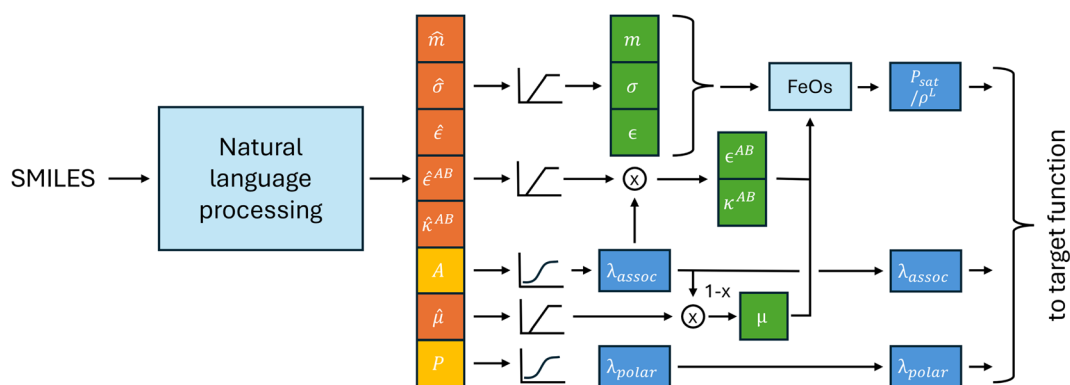 SMILES
Natural
language
processing
m̂
σ̂
ϵ̂
ϵ̂^AB
κ̂^AB
A
μ̂
P
m
σ
ϵ
x
ϵ^AB
κ^AB
λ_assoc
1-x
x
μ
λ_polar
FeOs
P_sat
/ρ^L
λ_assoc
λ_polar
to target function